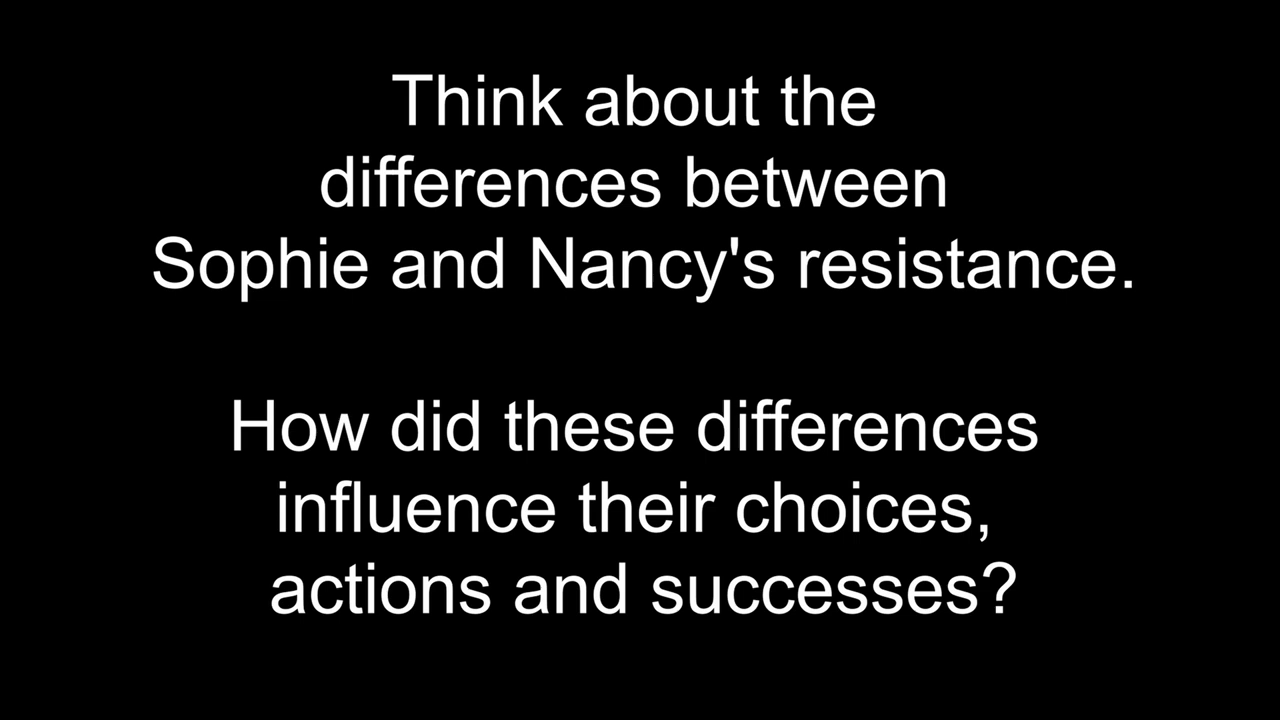 Think about the
differences between
Sophie and Nancy's resistance.
How did these differences
influence their choices,
actions and successes?